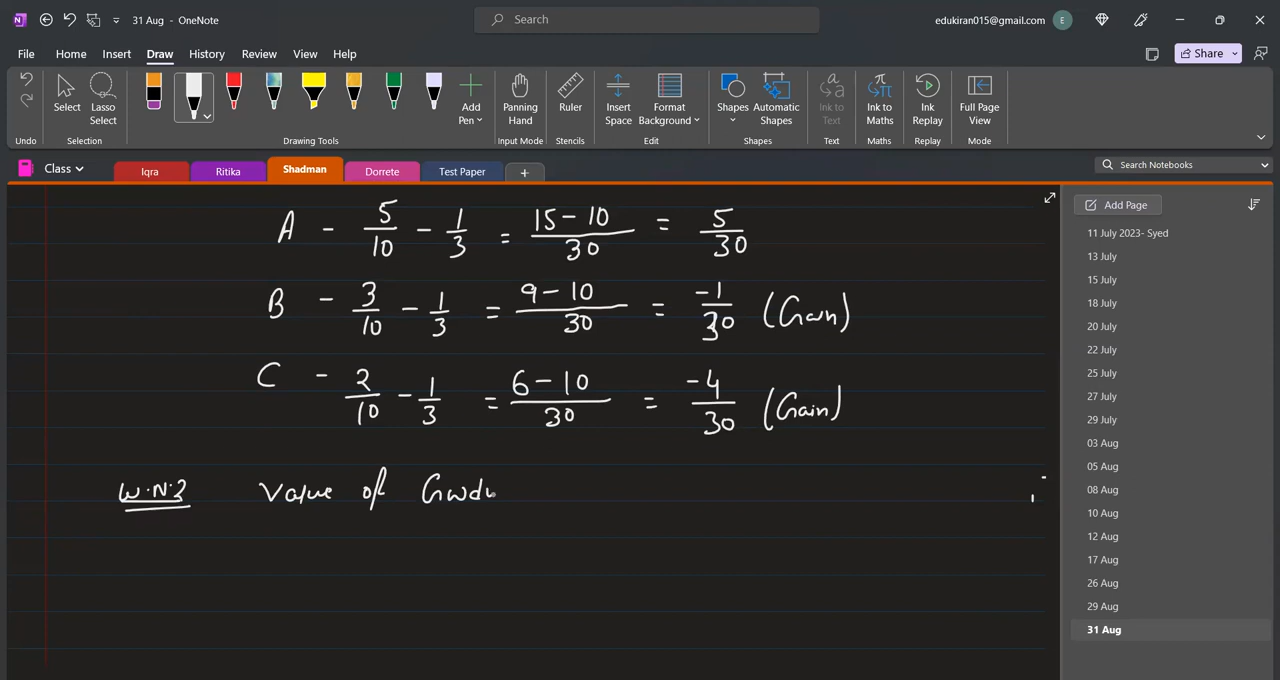 31 Aug - OneNote
Search
edukiran015@gmail.com
E
File Home Insert Draw History Review View Help
Share
Undo
Select
Lasso Select
Selection
Add Pen
Drawing Tools
Panning Hand
Input Mode
Ruler
Stencils
Insert Space
Format Background
Edit
Shapes
Automatic Shapes
Shapes
Ink to Text
Text
Ink to Maths
Maths
Ink Replay
Replay
Full Page View
Mode
Class
Iqra
Ritika
Shadman
Dorrete
Test Paper
+
Search Notebooks
A - 5/10 - 1/3 = 15 - 10/30 = 5/30
B - 3/10 - 1/3 = 9 - 10/30 = -1/30 (Gain)
C - 2/10 - 1/3 = 6 - 10/30 = -4/30 (Gain)
W.N.2 Value of
Add Page
11 July 2023- Syed
13 July
15 July
18 July
20 July
22 July
25 July
27 July
29 July
03 Aug
05 Aug
08 Aug
10 Aug
12 Aug
17 Aug
26 Aug
29 Aug
31 Aug